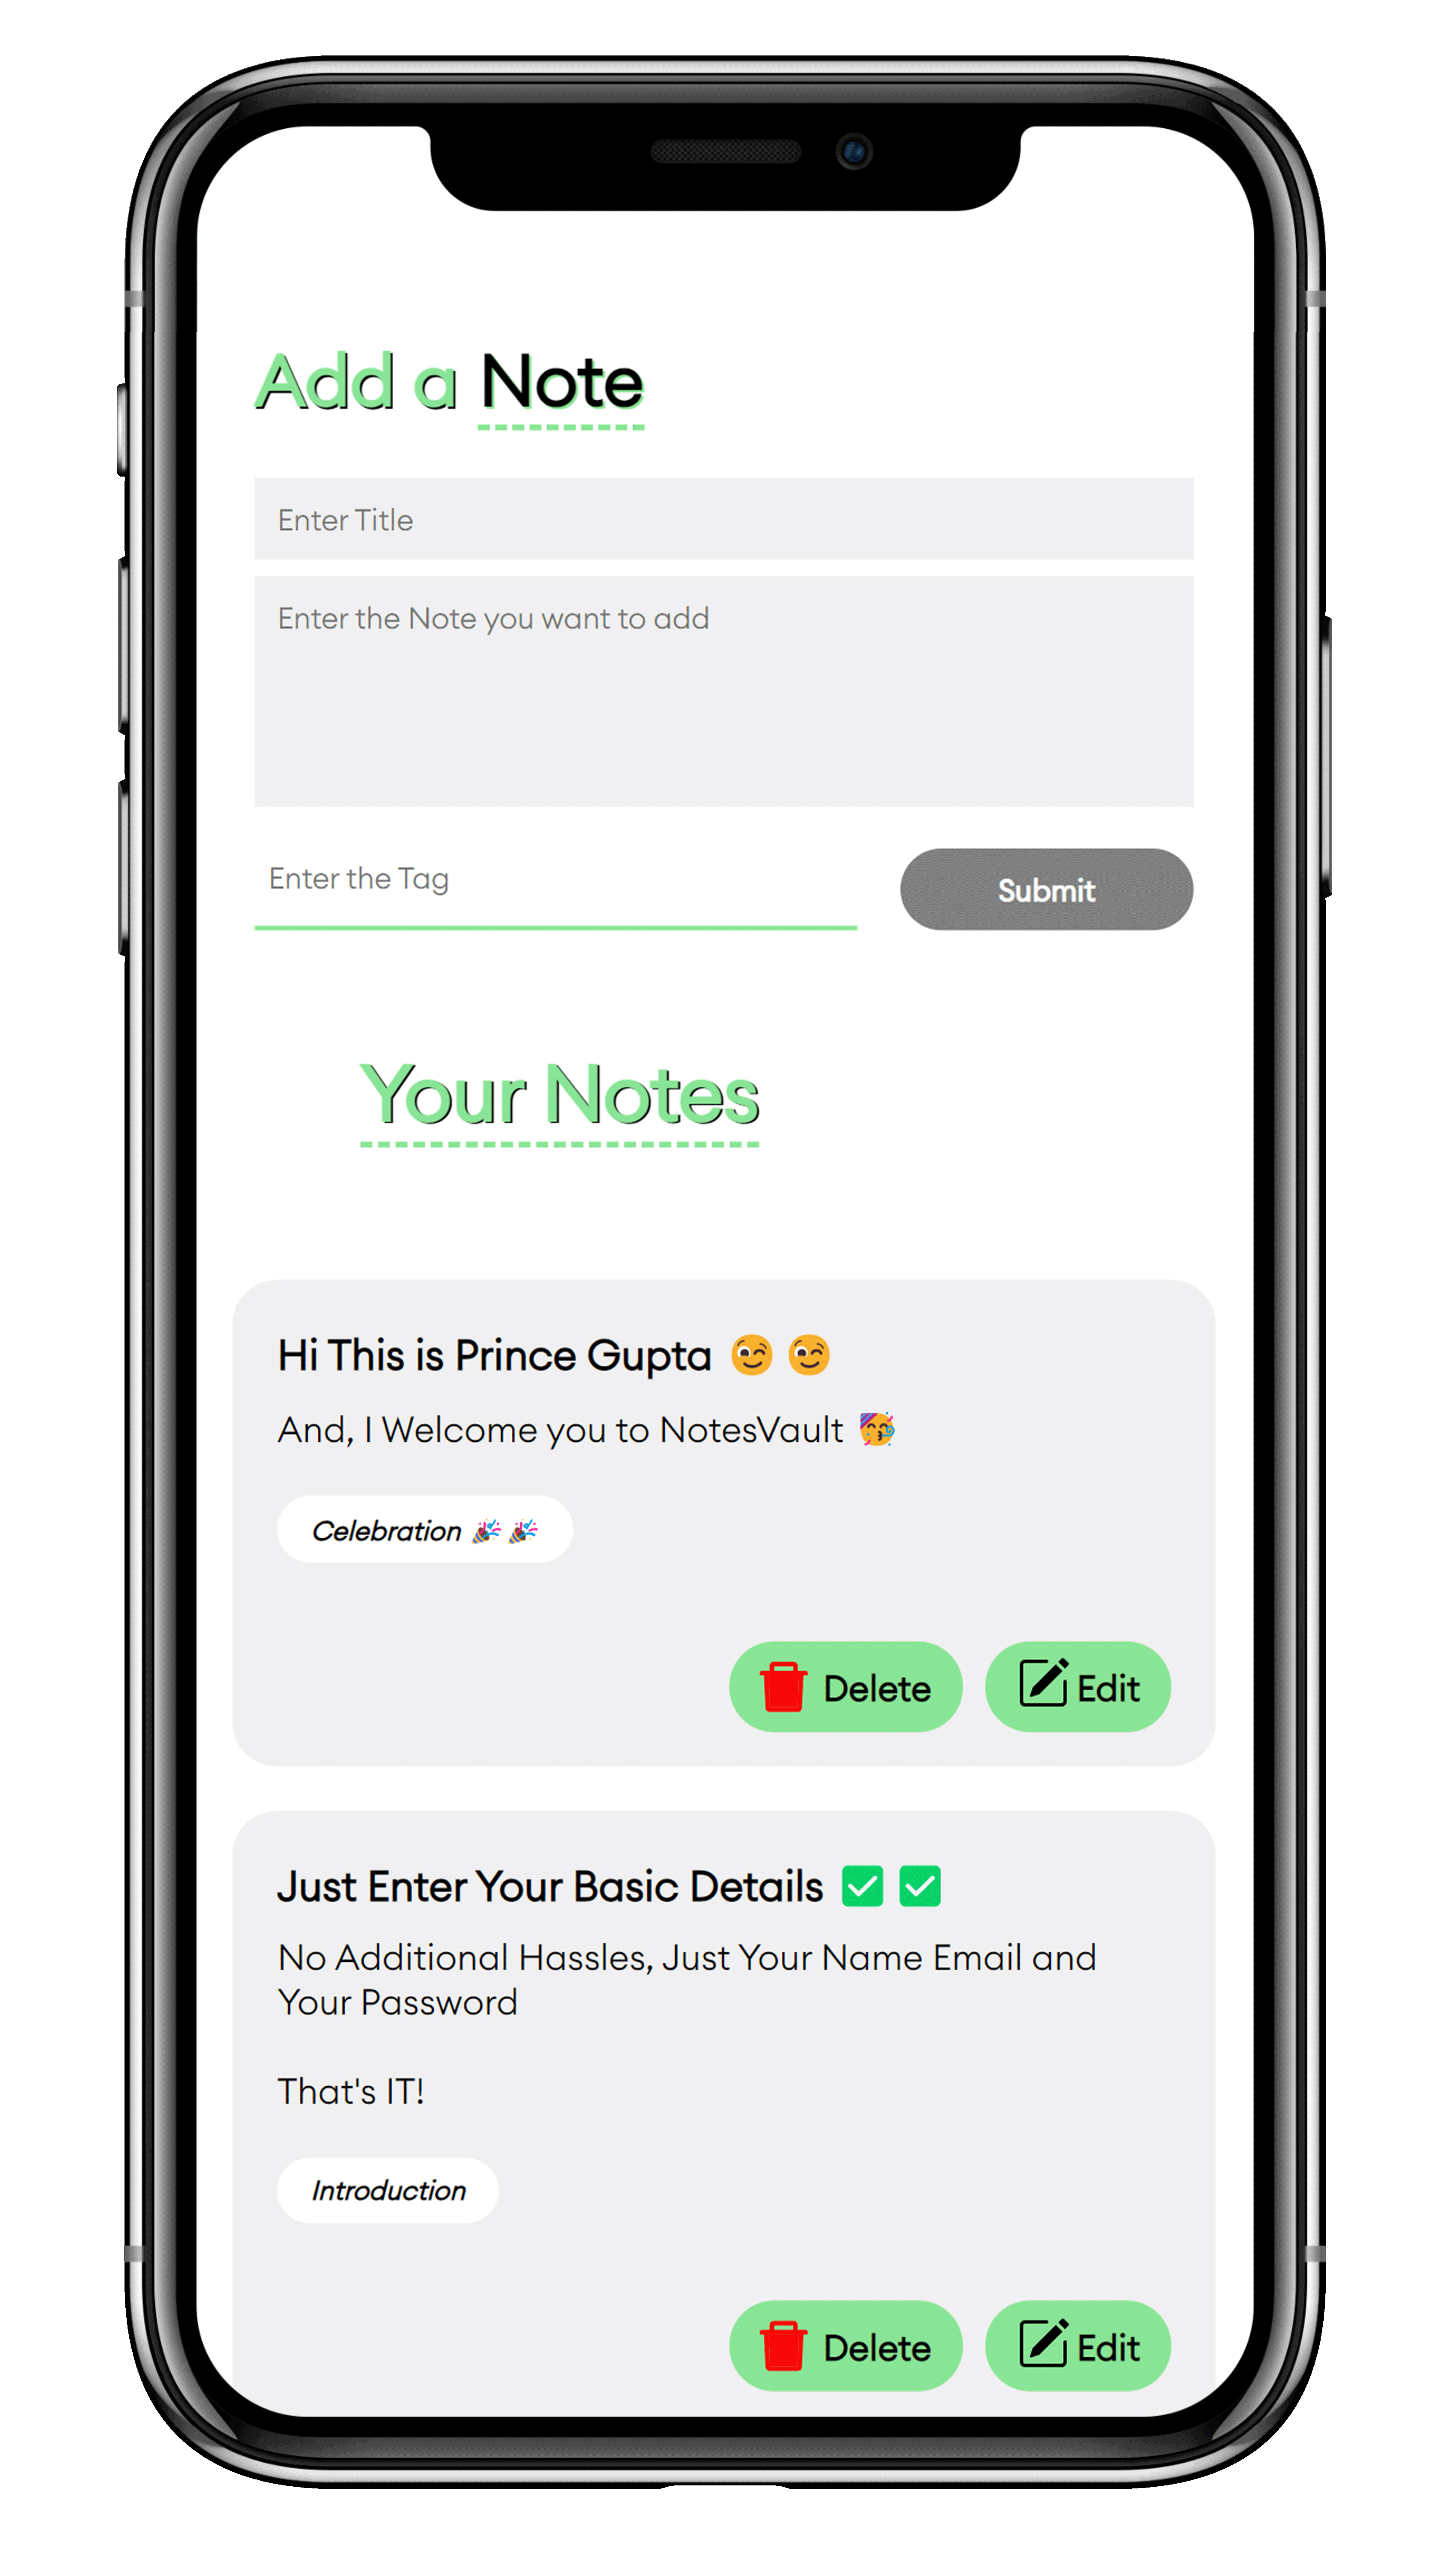 Add a Note
Enter Title
Enter the Note you want to add
Enter the Tag
Submit
Your Notes
Hi This is Prince Gupta 😉 😉
And, I Welcome you to NotesVault 🥳
Celebration 🎉 🎉
Delete
Edit
Just Enter Your Basic Details ✅ ✅
No Additional Hassles, Just Your Name Email and
Your Password
That's IT!
Introduction
Delete
Edit